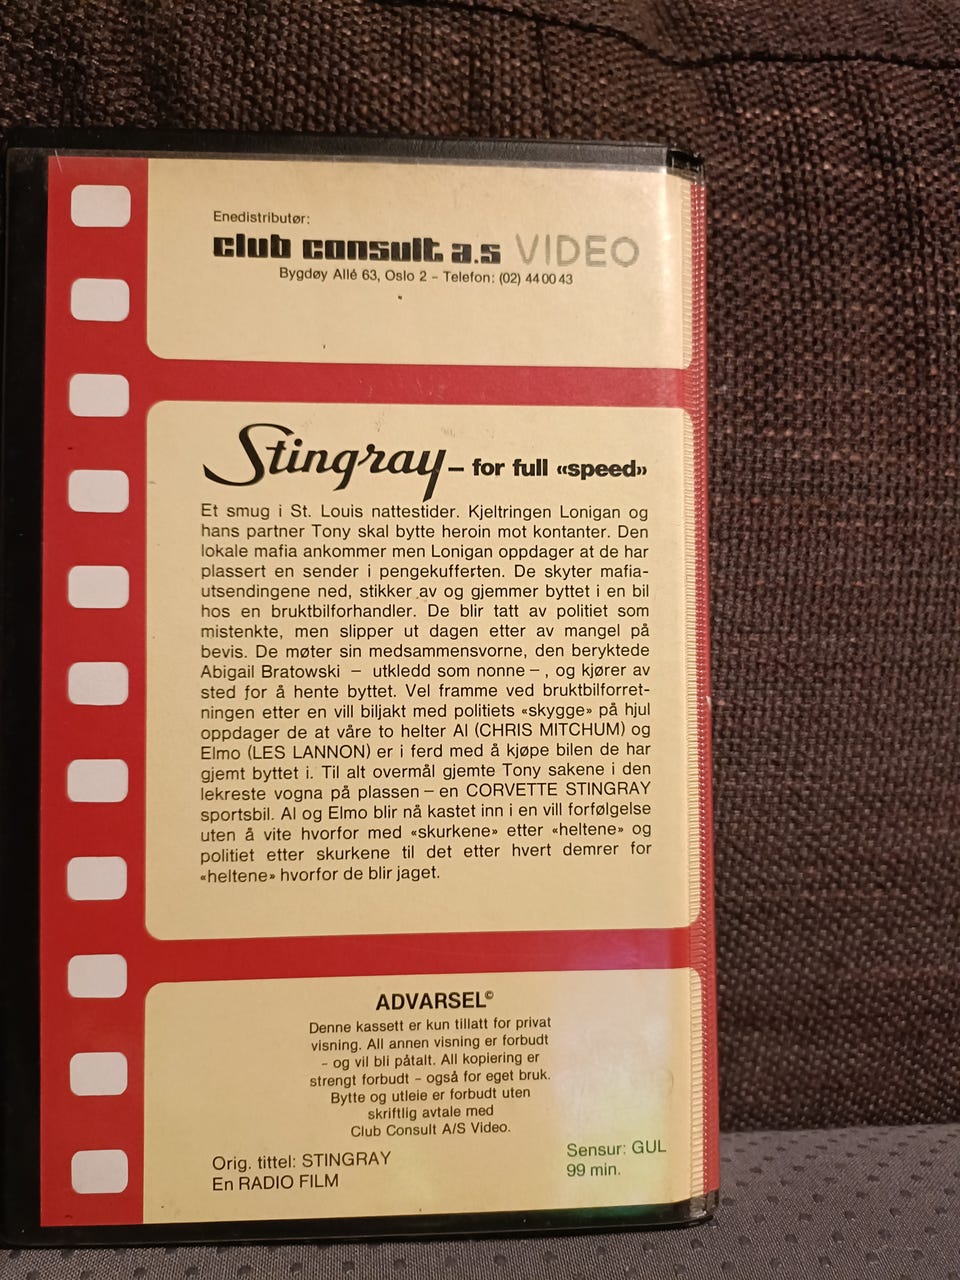 Enedistributør:
club consult a.s VIDEO
Bygdøy Allé 63, Oslo 2 – Telefon: (02) 44 00 43
Stingray – for full «speed»
Et smug i St. Louis nattestider. Kjeltringen Lonigan og
hans partner Tony skal bytte heroin mot kontanter. Den
lokale mafia ankommer men Lonigan oppdager at de har
plassert en sender i pengekufferten. De skyter mafia-
utsendingene ned, stikker av og gjemmer byttet i en bil
hos en bruktbilforhandler. De blir tatt av politiet som
mistenkte, men slipper ut dagen etter av mangel på
bevis. De møter sin medsammensvorne, den beryktede
Abigail Bratowski – utkledd som nonne –, og kjører av
sted for å hente byttet. Vel framme ved bruktbilforret-
ningen etter en vill biljakt med politiets «skygge» på hjul
oppdager de at våre to helter Al (CHRIS MITCHUM) og
Elmo (LES LANNON) er i ferd med å kjøpe bilen de har
gjemt byttet i. Til alt overmål gjemte Tony sakene i den
lekreste vogna på plassen – en CORVETTE STINGRAY
sportsbil. Al og Elmo blir nå kastet inn i en vill forfølgelse
uten å vite hvorfor med «skurkene» etter «heltene» og
politiet etter skurkene til det etter hvert demrer for
«heltene» hvorfor de blir jaget.
ADVARSEL©
Denne kassett er kun tillatt for privat
visning. All annen visning er forbudt
– og vil bli påtalt. All kopiering er
strengt forbudt – også for eget bruk.
Bytte og utleie er forbudt uten
skriftlig avtale med
Club Consult A/S Video.
Orig. tittel: STINGRAY
En RADIO FILM
Sensur: GUL
99 min.